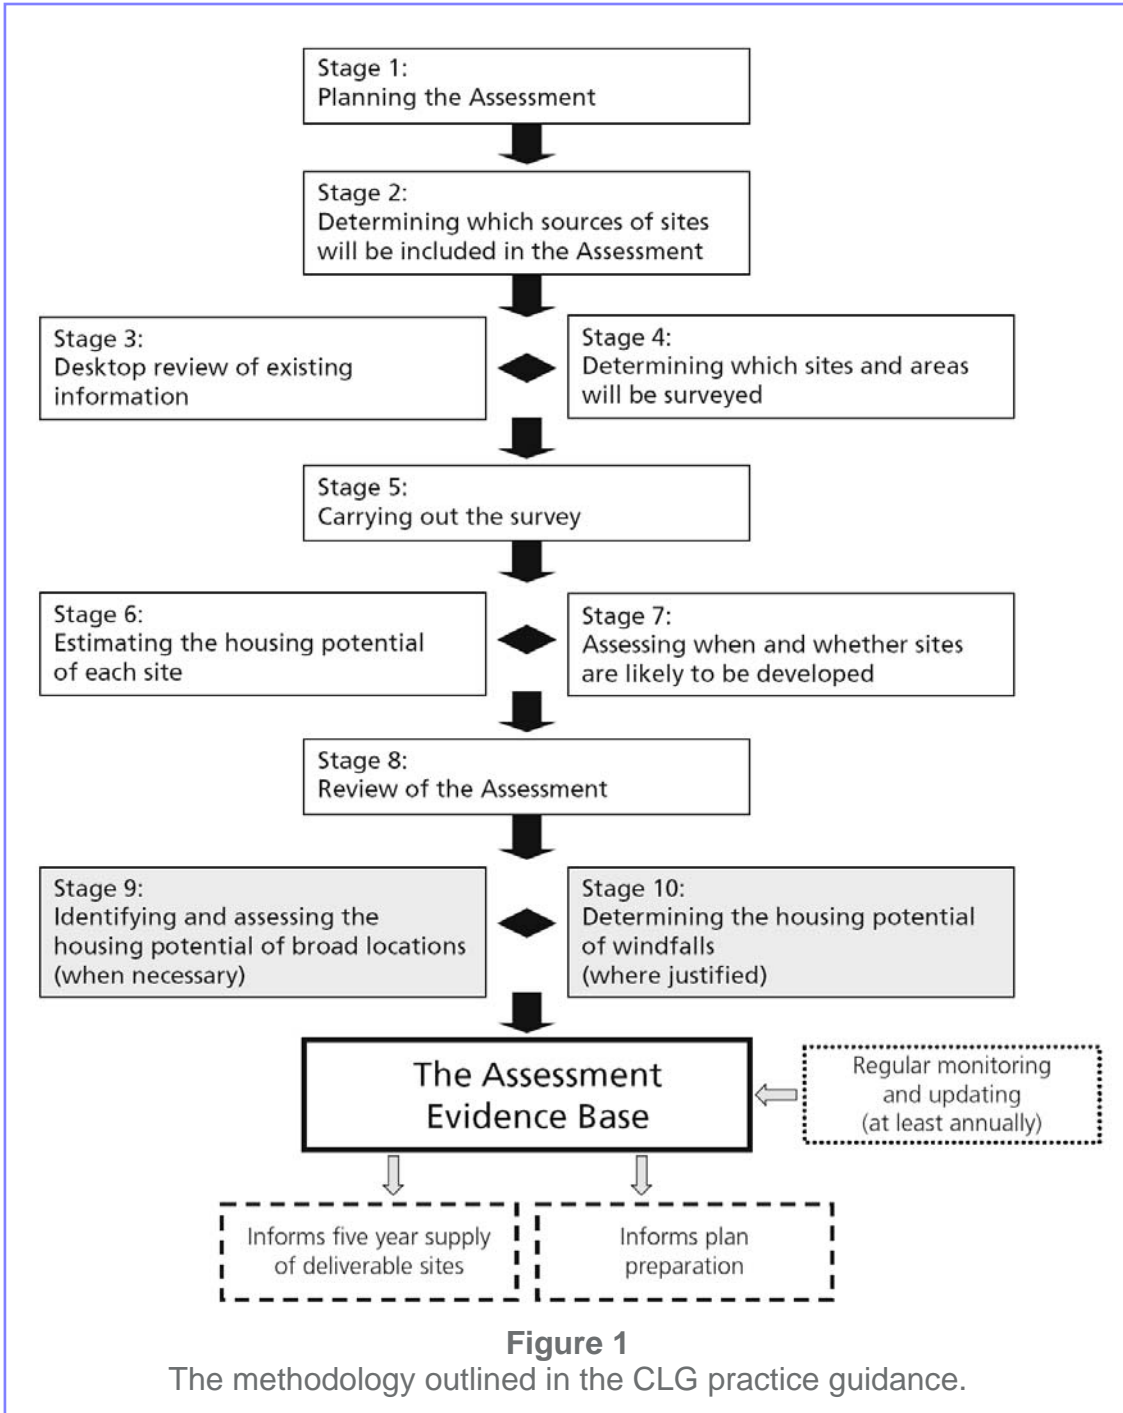 Stage 1:
Planning the Assessment
Stage 2:
Determining which sources of sites
will be included in the Assessment
Stage 3:
Desktop review of existing
information
Stage 4:
Determining which sites and areas
will be surveyed
Stage 5:
Carrying out the survey
Stage 6:
Estimating the housing potential
of each site
Stage 7:
Assessing when and whether sites
are likely to be developed
Stage 8:
Review of the Assessment
Stage 9:
Identifying and assessing the
housing potential of broad locations
(when necessary)
Stage 10:
Determining the housing potential
of windfalls
(where justified)
The Assessment
Evidence Base
Regular monitoring
and updating
(at least annually)
Informs five year supply
of deliverable sites
Informs plan
preparation
Figure 1
The methodology outlined in the CLG practice guidance.